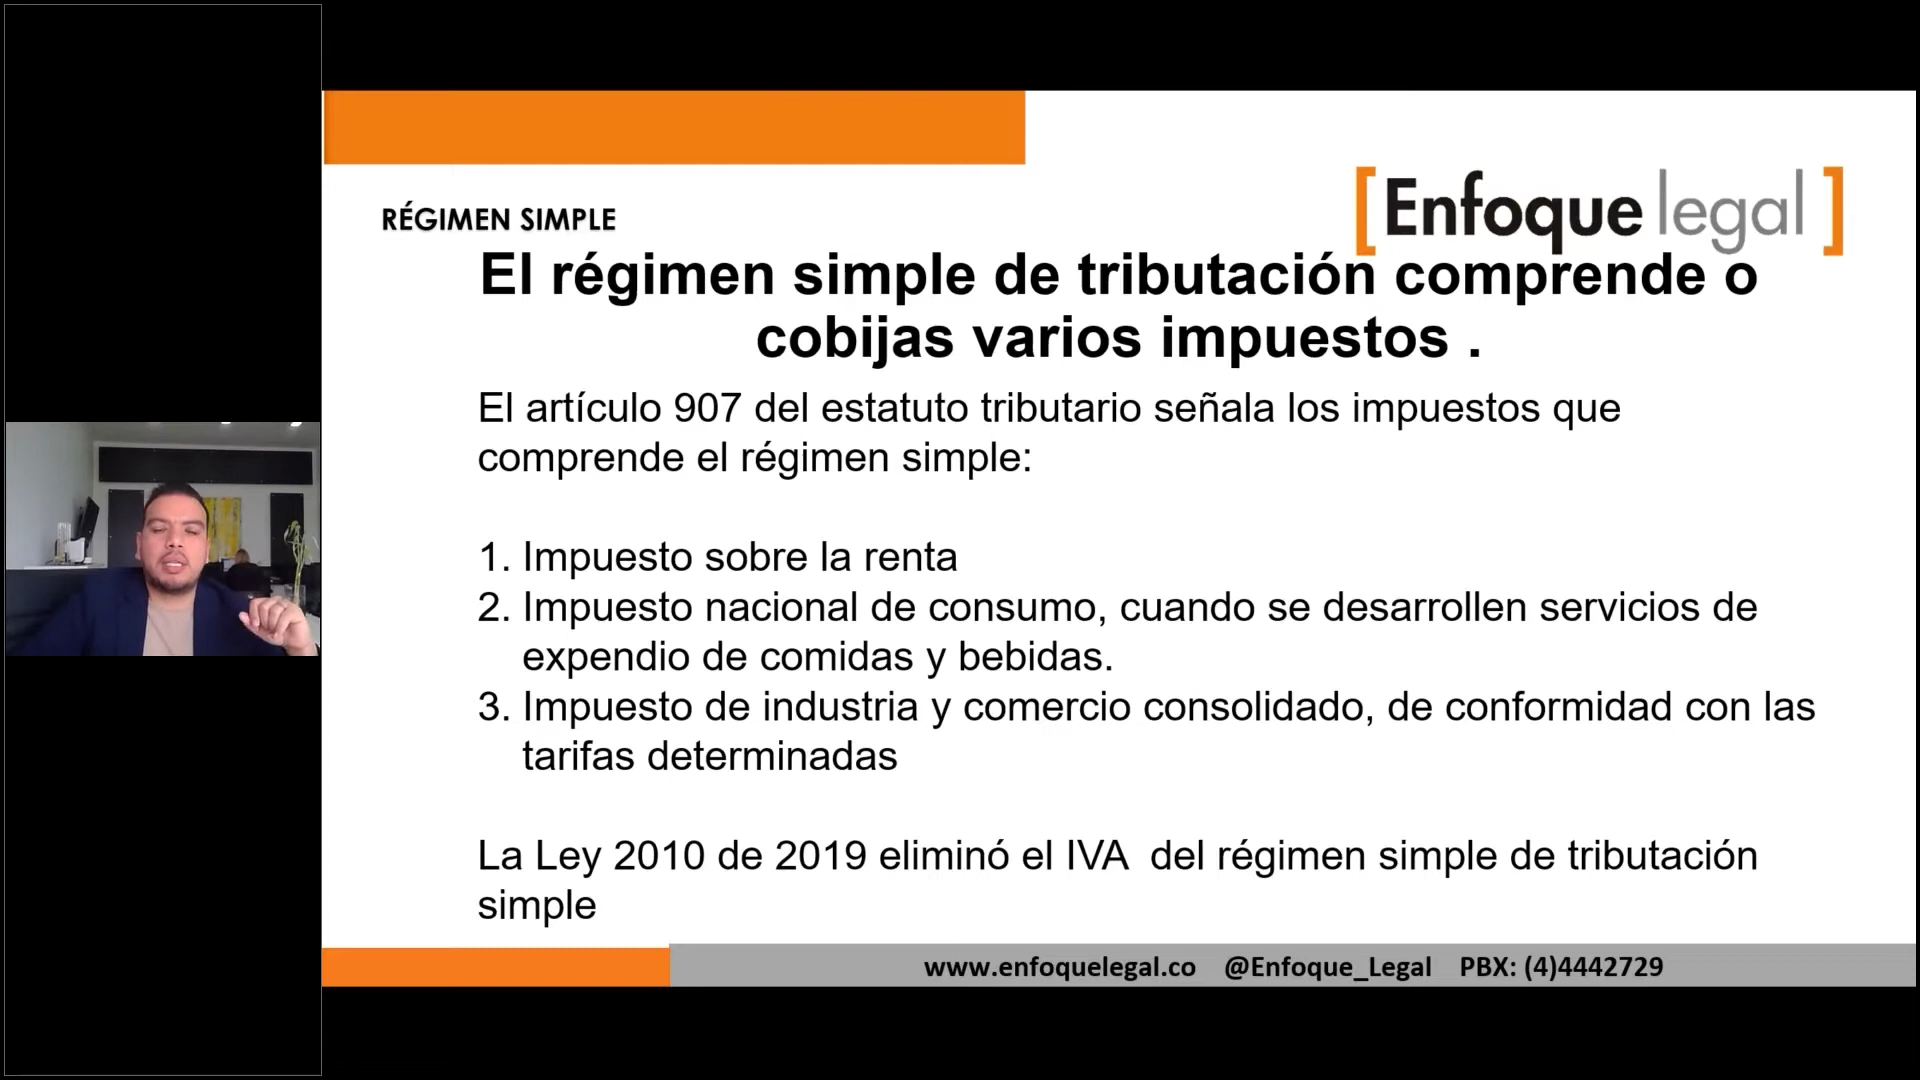 [Enfoque legal]
RÉGIMEN SIMPLE
El régimen simple de tributación comprende o
cobijas varios impuestos .
El artículo 907 del estatuto tributario señala los impuestos que
comprende el régimen simple:
1. Impuesto sobre la renta
2. Impuesto nacional de consumo, cuando se desarrollen servicios de
expendio de comidas y bebidas.
3. Impuesto de industria y comercio consolidado, de conformidad con las
tarifas determinadas
La Ley 2010 de 2019 eliminó el IVA  del régimen simple de tributación
simple
www.enfoquelegal.co @Enfoque_Legal PBX: (4)4442729